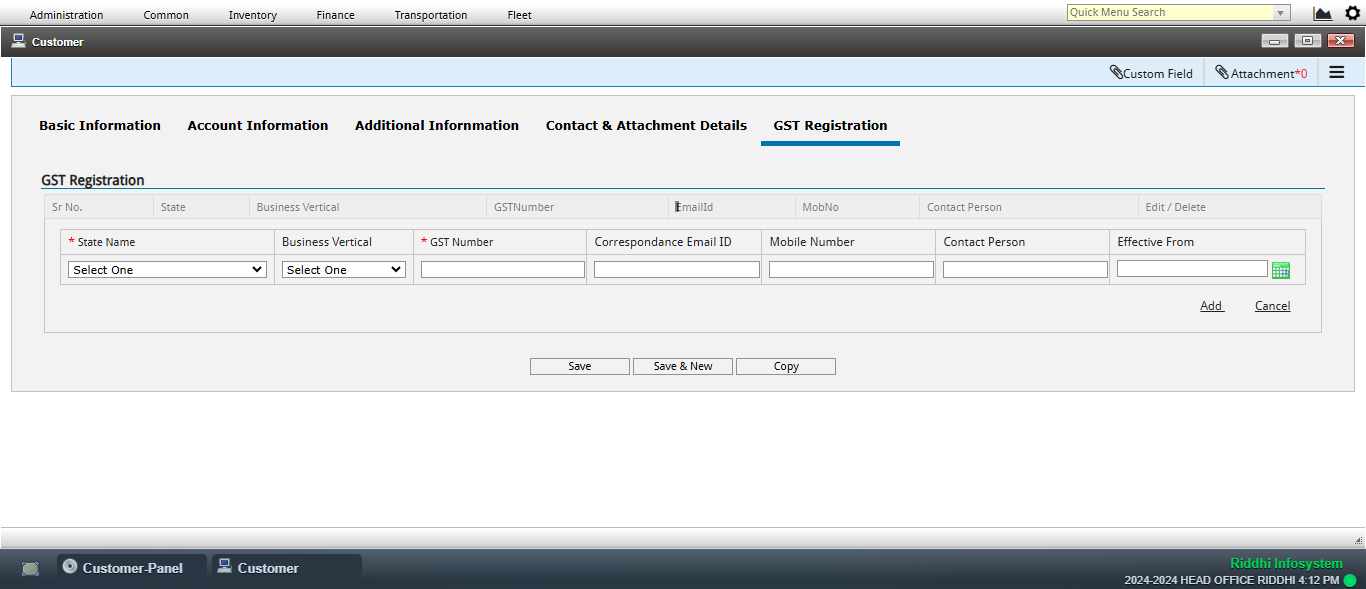 Administration Common Inventory Finance Transportation Fleet Quick Menu Search
Customer
Custom Field Attachment*0
Basic Information Account Information Additional Infornmation Contact & Attachment Details GST Registration
GST Registration
Sr No. State Business Vertical GSTNumber EmailId MobNo Contact Person Edit / Delete
* State Name Business Vertical * GST Number Correspondance Email ID Mobile Number Contact Person Effective From
Select One Select One
Add Cancel
Save Save & New Copy
Customer-Panel Customer Riddhi Infosystem
2024-2024 HEAD OFFICE RIDDHI 4:12 PM